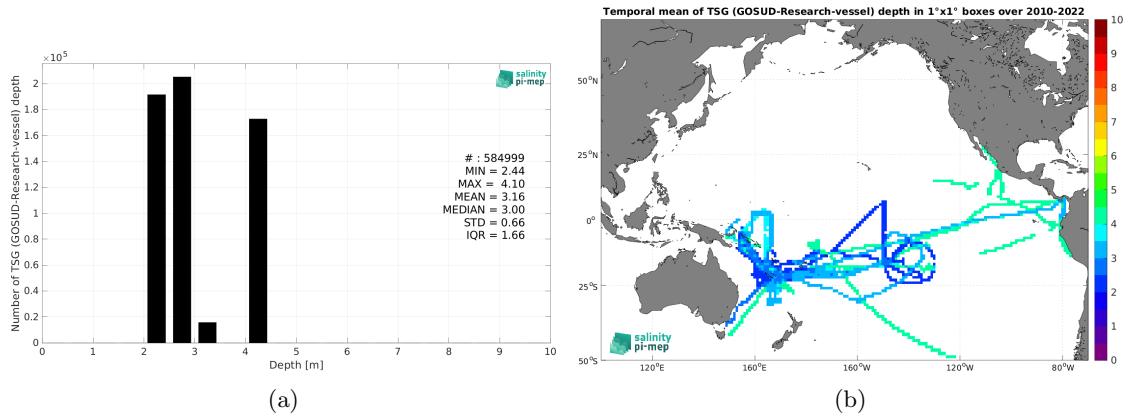 ×10⁵
2
1.8
1.6
1.4
1.2
1
0.8
0.6
0.4
0.2
0
Number of TSG (GOSUD-Research-vessel) depth
0 1 2 3 4 5 6 7 8 9 10
Depth [m]
salinity
pi-mep
# : 584999
MIN = 2.44
MAX = 4.10
MEAN = 3.16
MEDIAN = 3.00
STD = 0.66
IQR = 1.66
(a)
Temporal mean of TSG (GOSUD-Research-vessel) depth in 1°x1° boxes over 2010-2022
50°N
25°N
0°
25°S
50°S
120°E 160°E 160°W 120°W 80°W
salinity
pi-mep
10
9
8
7
6
5
4
3
2
1
0
(b)